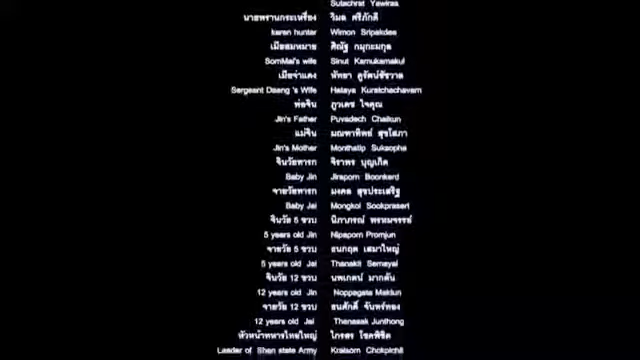 Sutachrat Yawiraa
นายพรานกระเหรี่ยง วิมล ศรีภักดี
karen hunter Wimon Sripakdee
เมียสมหมาย ศิณัฐ กมุกะมกุล
SomMai's wife Sinut Kamukamakul
เมียจ่าแดง หัทยา คูรัตน์ชัชวาล
Sergeant Daeng 's Wife Hataya Kuratchachavarn
พ่อจิน ภูวเดช ใจคุณ
Jin's Father Puvadech Chaikun
แม่จิน มณฑาทิพย์ สุขโสภา
Jin's Mother Monthatip Sukaopha
จินวัยทารก จิราพร บุญเกิด
Baby Jin Jiraporn Boonkerd
จายวัยทารก มงคล สุขประเสริฐ
Baby Jai Mongkol Sookprasert
จินวัย 5 ขวบ นิภาภรณ์ พรหมจรรย์
5 years old Jin Nipaporn Promjun
จายวัย 5 ขวบ ธนกฤต เสมาใหญ่
5 years old Jai Thanakit Semayai
จินวัย 12 ขวบ นพเกตน์ มากดัน
12 years old Jin Noppagata Makdun
จายวัย 12 ขวบ ธนศักดิ์ จันทร์ทอง
12 years old Jai Thanasak Junthong
หัวหน้าทหารไทยใหญ่ ไกรสร โชคพิชิต
Leader of Shan state Army Kraisorn Chokpichit